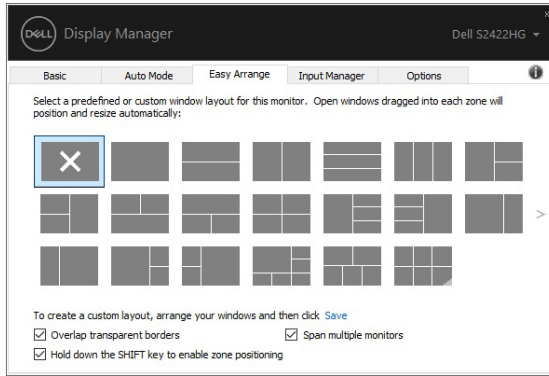 DELL Display Manager
Dell S2422HG
Basic Auto Mode Easy Arrange Input Manager Options
Select a predefined or custom window layout for this monitor. Open windows dragged into each zone will
position and resize automatically:
To create a custom layout, arrange your windows and then click Save
Overlap transparent borders
Span multiple monitors
Hold down the SHIFT key to enable zone positioning